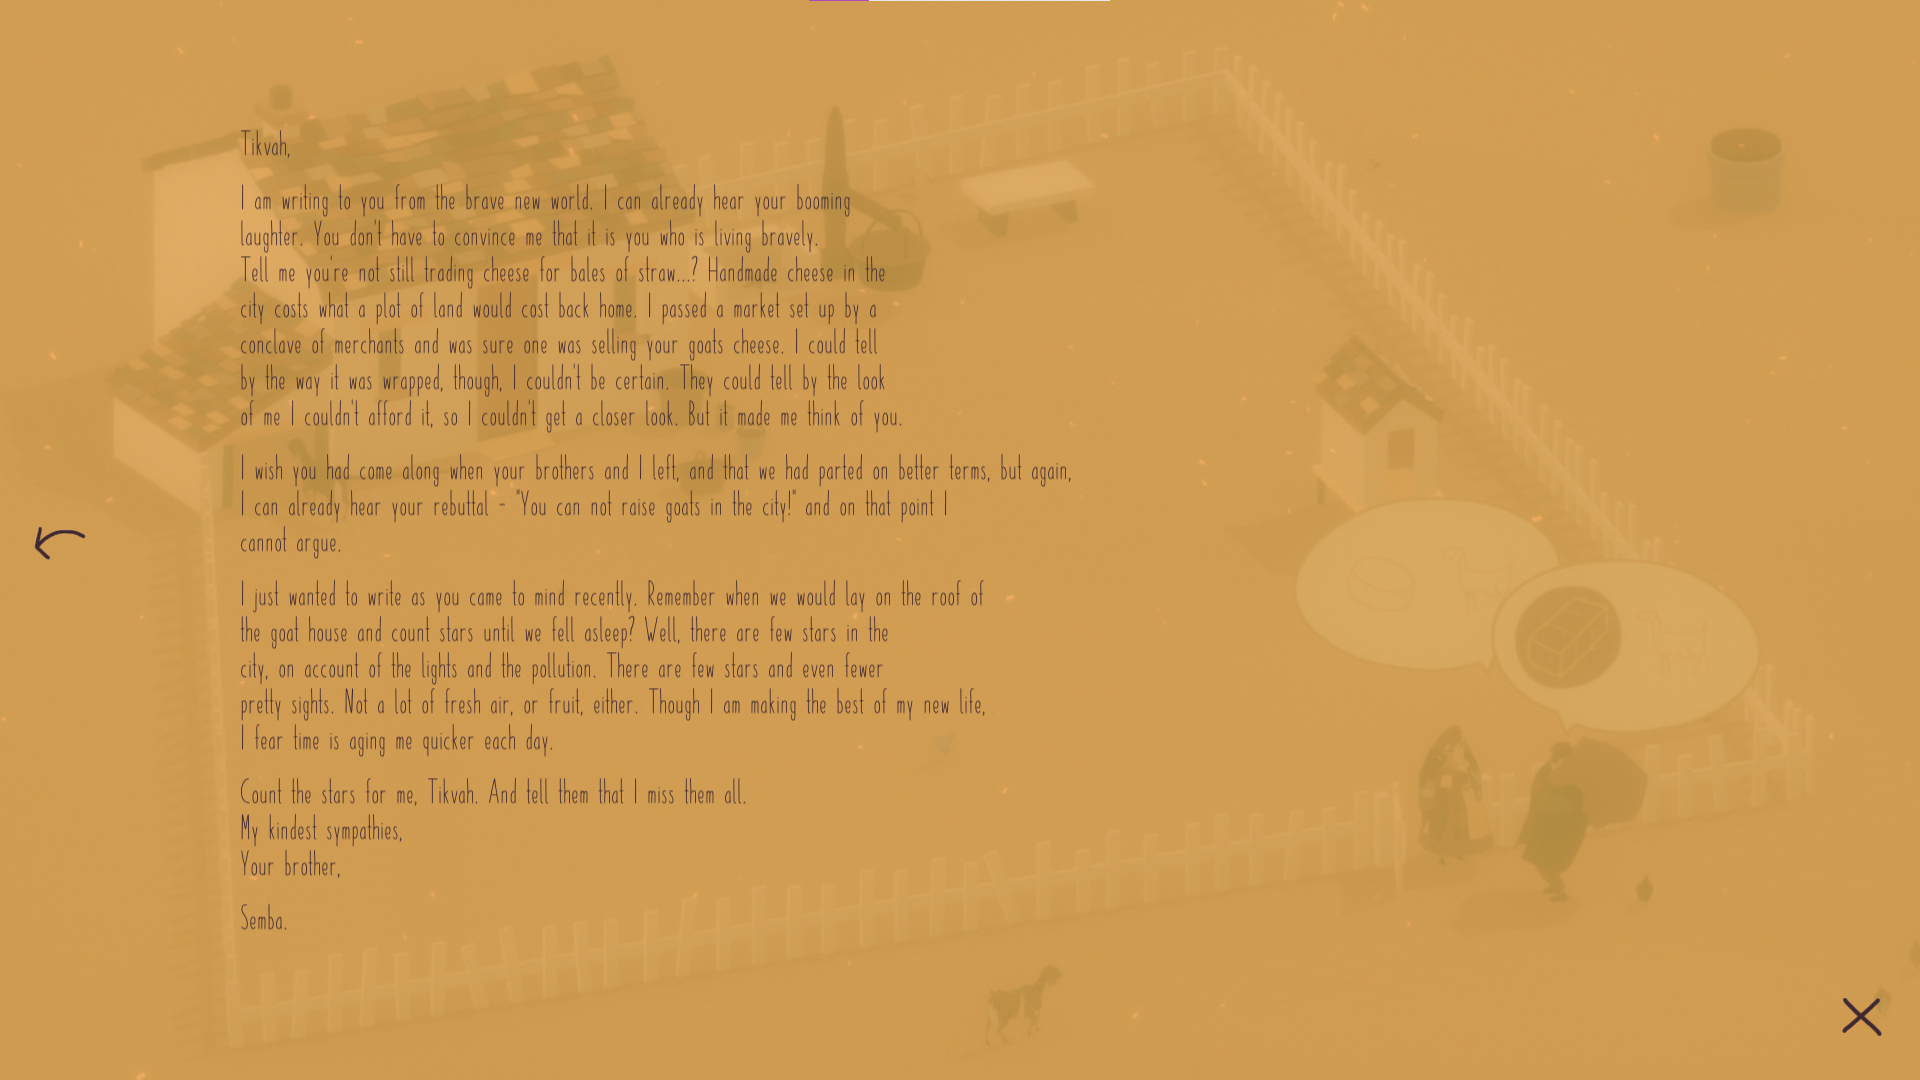 Tikvah,
I am writing to you from the brave new world. I can already hear your booming
laughter. You don't have to convince me that it is you who is living bravely.
Tell me you're not still trading cheese for bales of straw...? Handmade cheese in the
city costs what a plot of land would cost back home. I passed a market set up by a
conclave of merchants and was sure one was selling your goats cheese. I could tell
by the way it was wrapped, though, I couldn't be certain. They could tell by the look
of me I couldn't afford it, so I couldn't get a closer look. But it made me think of you.
I wish you had come along when your brothers and I left, and that we had parted on better terms, but again,
I can already hear your rebuttal - "You can not raise goats in the city!" and on that point I
cannot argue.
I just wanted to write as you came to mind recently. Remember when we would lay on the roof of
the goat house and count stars until we fell asleep? Well, there are few stars in the
city, on account of the lights and the pollution. There are few stars and even fewer
pretty sights. Not a lot of fresh air, or fruit, either. Though I am making the best of my new life,
I fear time is aging me quicker each day.
Count the stars for me, Tikvah. And tell them that I miss them all.
My kindest sympathies,
Your brother,
Semba.